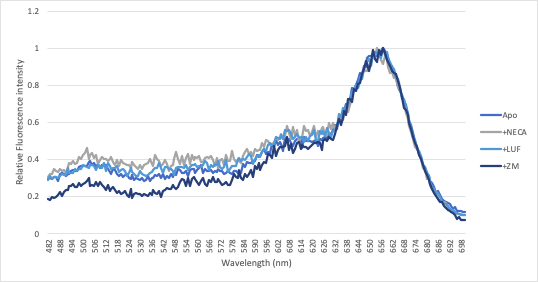 1.2
1
0.8
0.6
0.4
0.2
0
Relative Fluorescence intensity
482 488 494 500 506 512 518 524 530 536 542 548 554 560 566 572 578 584 590 596 602 608 614 620 626 632 638 644 650 656 662 668 674 680 686 692 698
Wavelength (nm)
Apo
+NECA
+LUF
+ZM